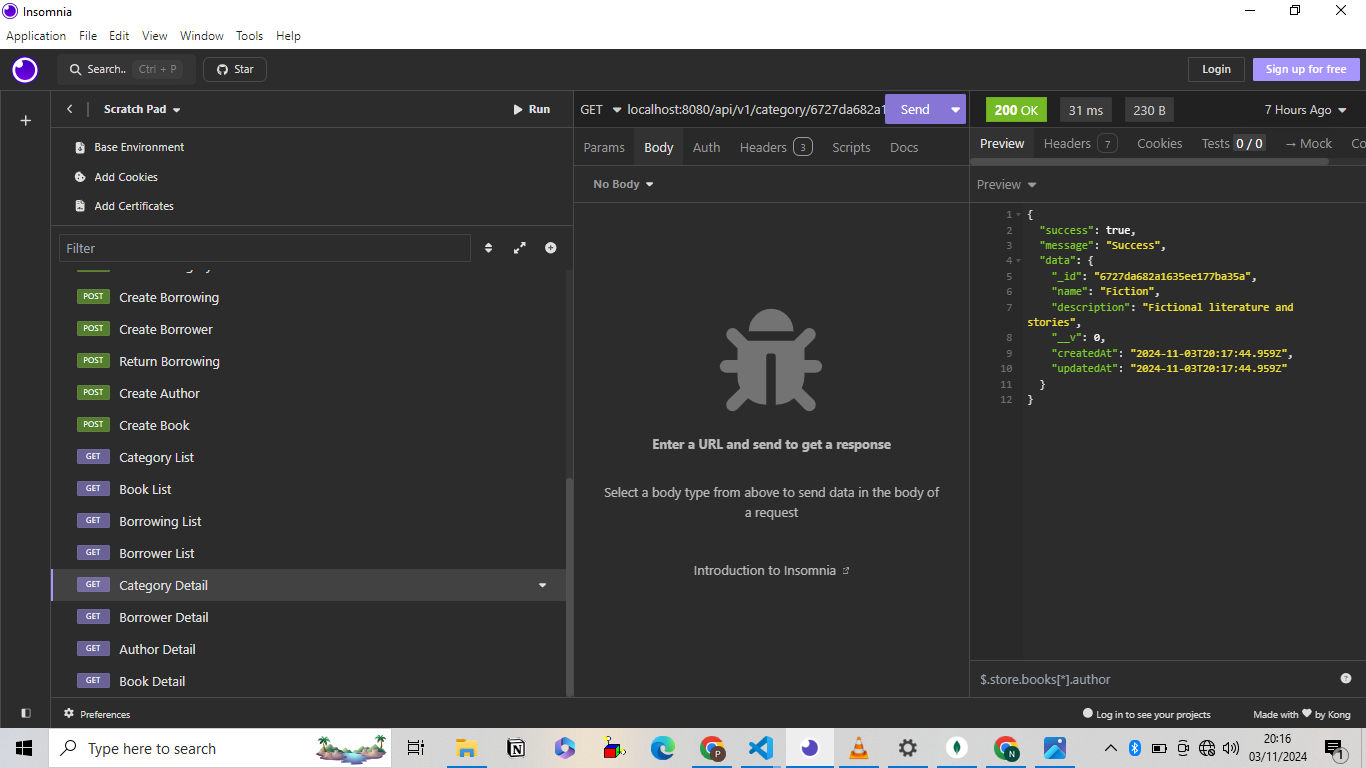 Insomnia
Application File Edit View Window Tools Help
Search.. Ctrl + P Star Login Sign up for free
Scratch Pad Run
Base Environment
Add Cookies
Add Certificates
Filter
POST Create Borrowing
POST Create Borrower
POST Return Borrowing
POST Create Author
POST Create Book
GET Category List
GET Book List
GET Borrowing List
GET Borrower List
GET Category Detail
GET Borrower Detail
GET Author Detail
GET Book Detail
Preferences
GET localhost:8080/api/v1/category/6727da682a1 Send
Params Body Auth Headers 3 Scripts Docs
No Body
Enter a URL and send to get a response
Select a body type from above to send data in the body of
a request
Introduction to Insomnia
200 OK 31 ms 230 B 7 Hours Ago
Preview Headers 7 Cookies Tests 0 / 0 → Mock Co
Preview
1 {
2 "success": true,
3 "message": "Success",
4 "data": {
5 "_id": "6727da682a1635ee177ba35a",
6 "name": "Fiction",
7 "description": "Fictional literature and
stories",
8 "__v": 0,
9 "createdAt": "2024-11-03T20:17:44.959Z",
10 "updatedAt": "2024-11-03T20:17:44.959Z"
11 }
12 }
$.store.books[*].author
Log in to see your projects Made with ❤ by Kong
Type here to search
P
N
20:16
03/11/2024
1